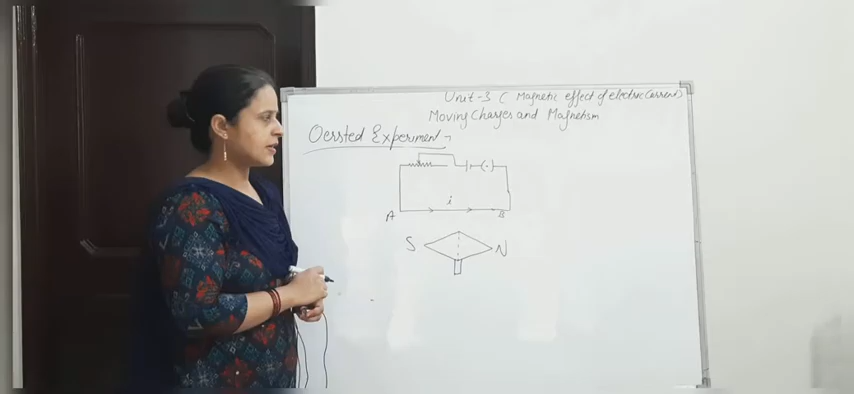 Unit-3 ( Magnetic effect of electric Current)
Moving Charges and Magnetism
Oersted Experiment :-
i
A B
S N